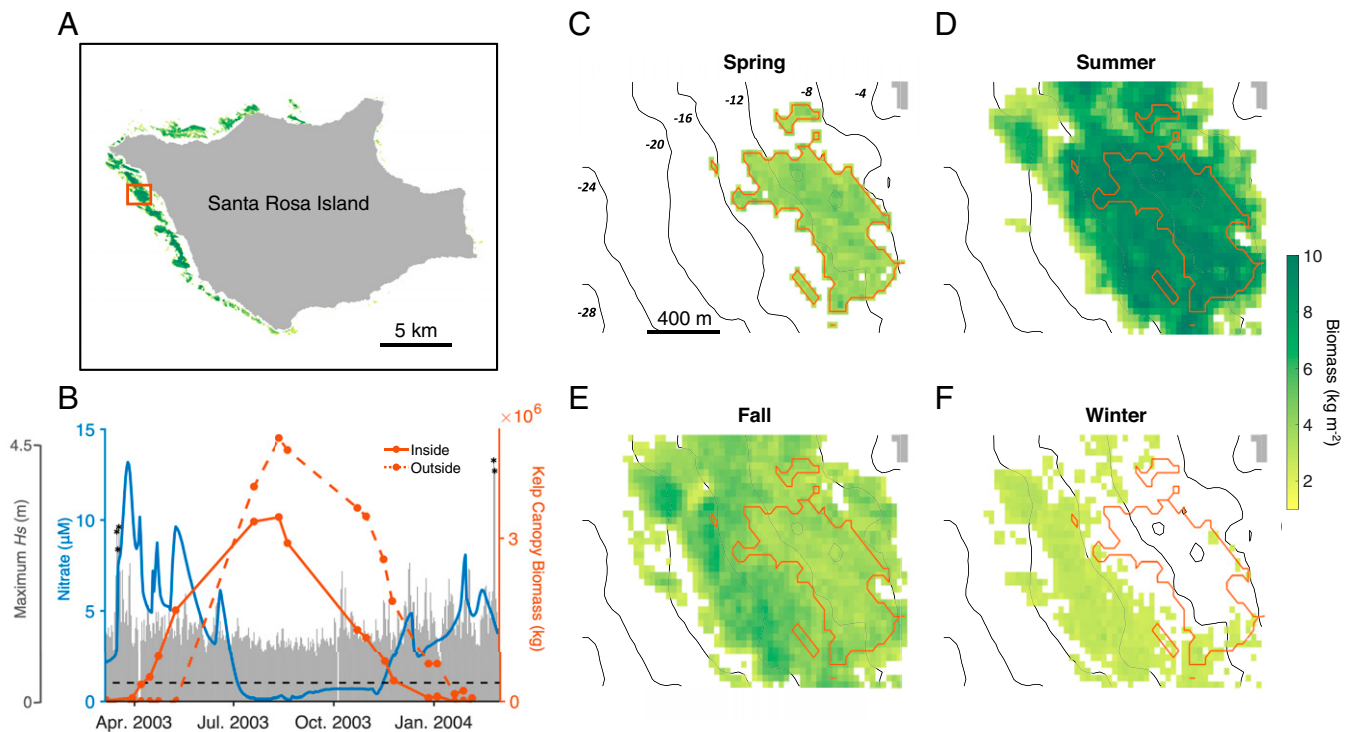 A
Santa Rosa Island
5 km
B
×10⁶
15
10
5
0
4.5
0
Maximum Hs (m)
Nitrate (µM)
Inside
Outside
**
**
*
3
0
Kelp Canopy Biomass (kg)
Apr. 2003 Jul. 2003 Oct. 2003 Jan. 2004
C
Spring
-4
-8
-12
-16
-20
-24
-28
400 m
D
Summer
10
8
6
4
2
Biomass (kg m⁻²)
E
Fall
F
Winter